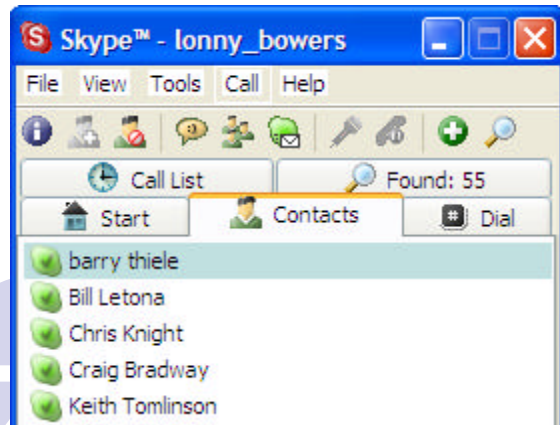 Skype™ - lonny_bowers
File View Tools Call Help
Call List Found: 55
Start Contacts Dial
barry thiele
Bill Letona
Chris Knight
Craig Bradway
Keith Tomlinson